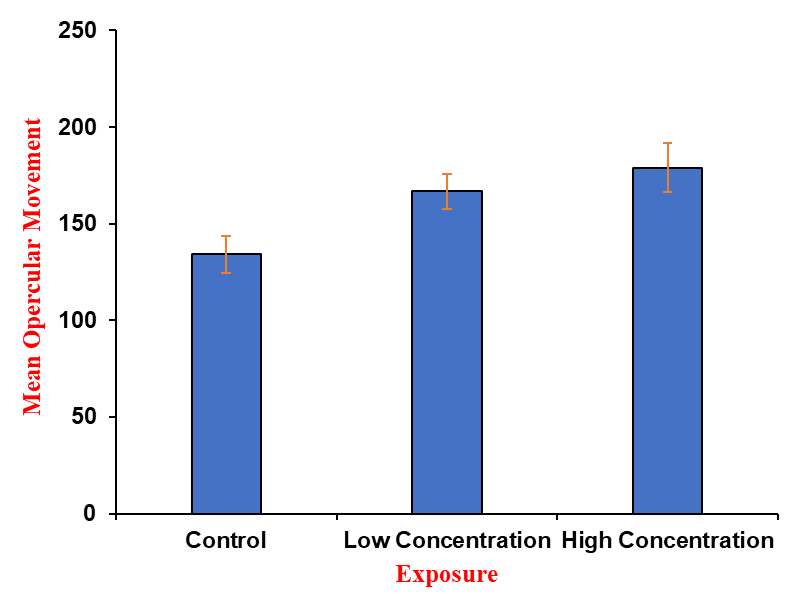 250
200
150
100
50
0
Mean Opercular Movement
Control
Low Concentration
High Concentration
Exposure